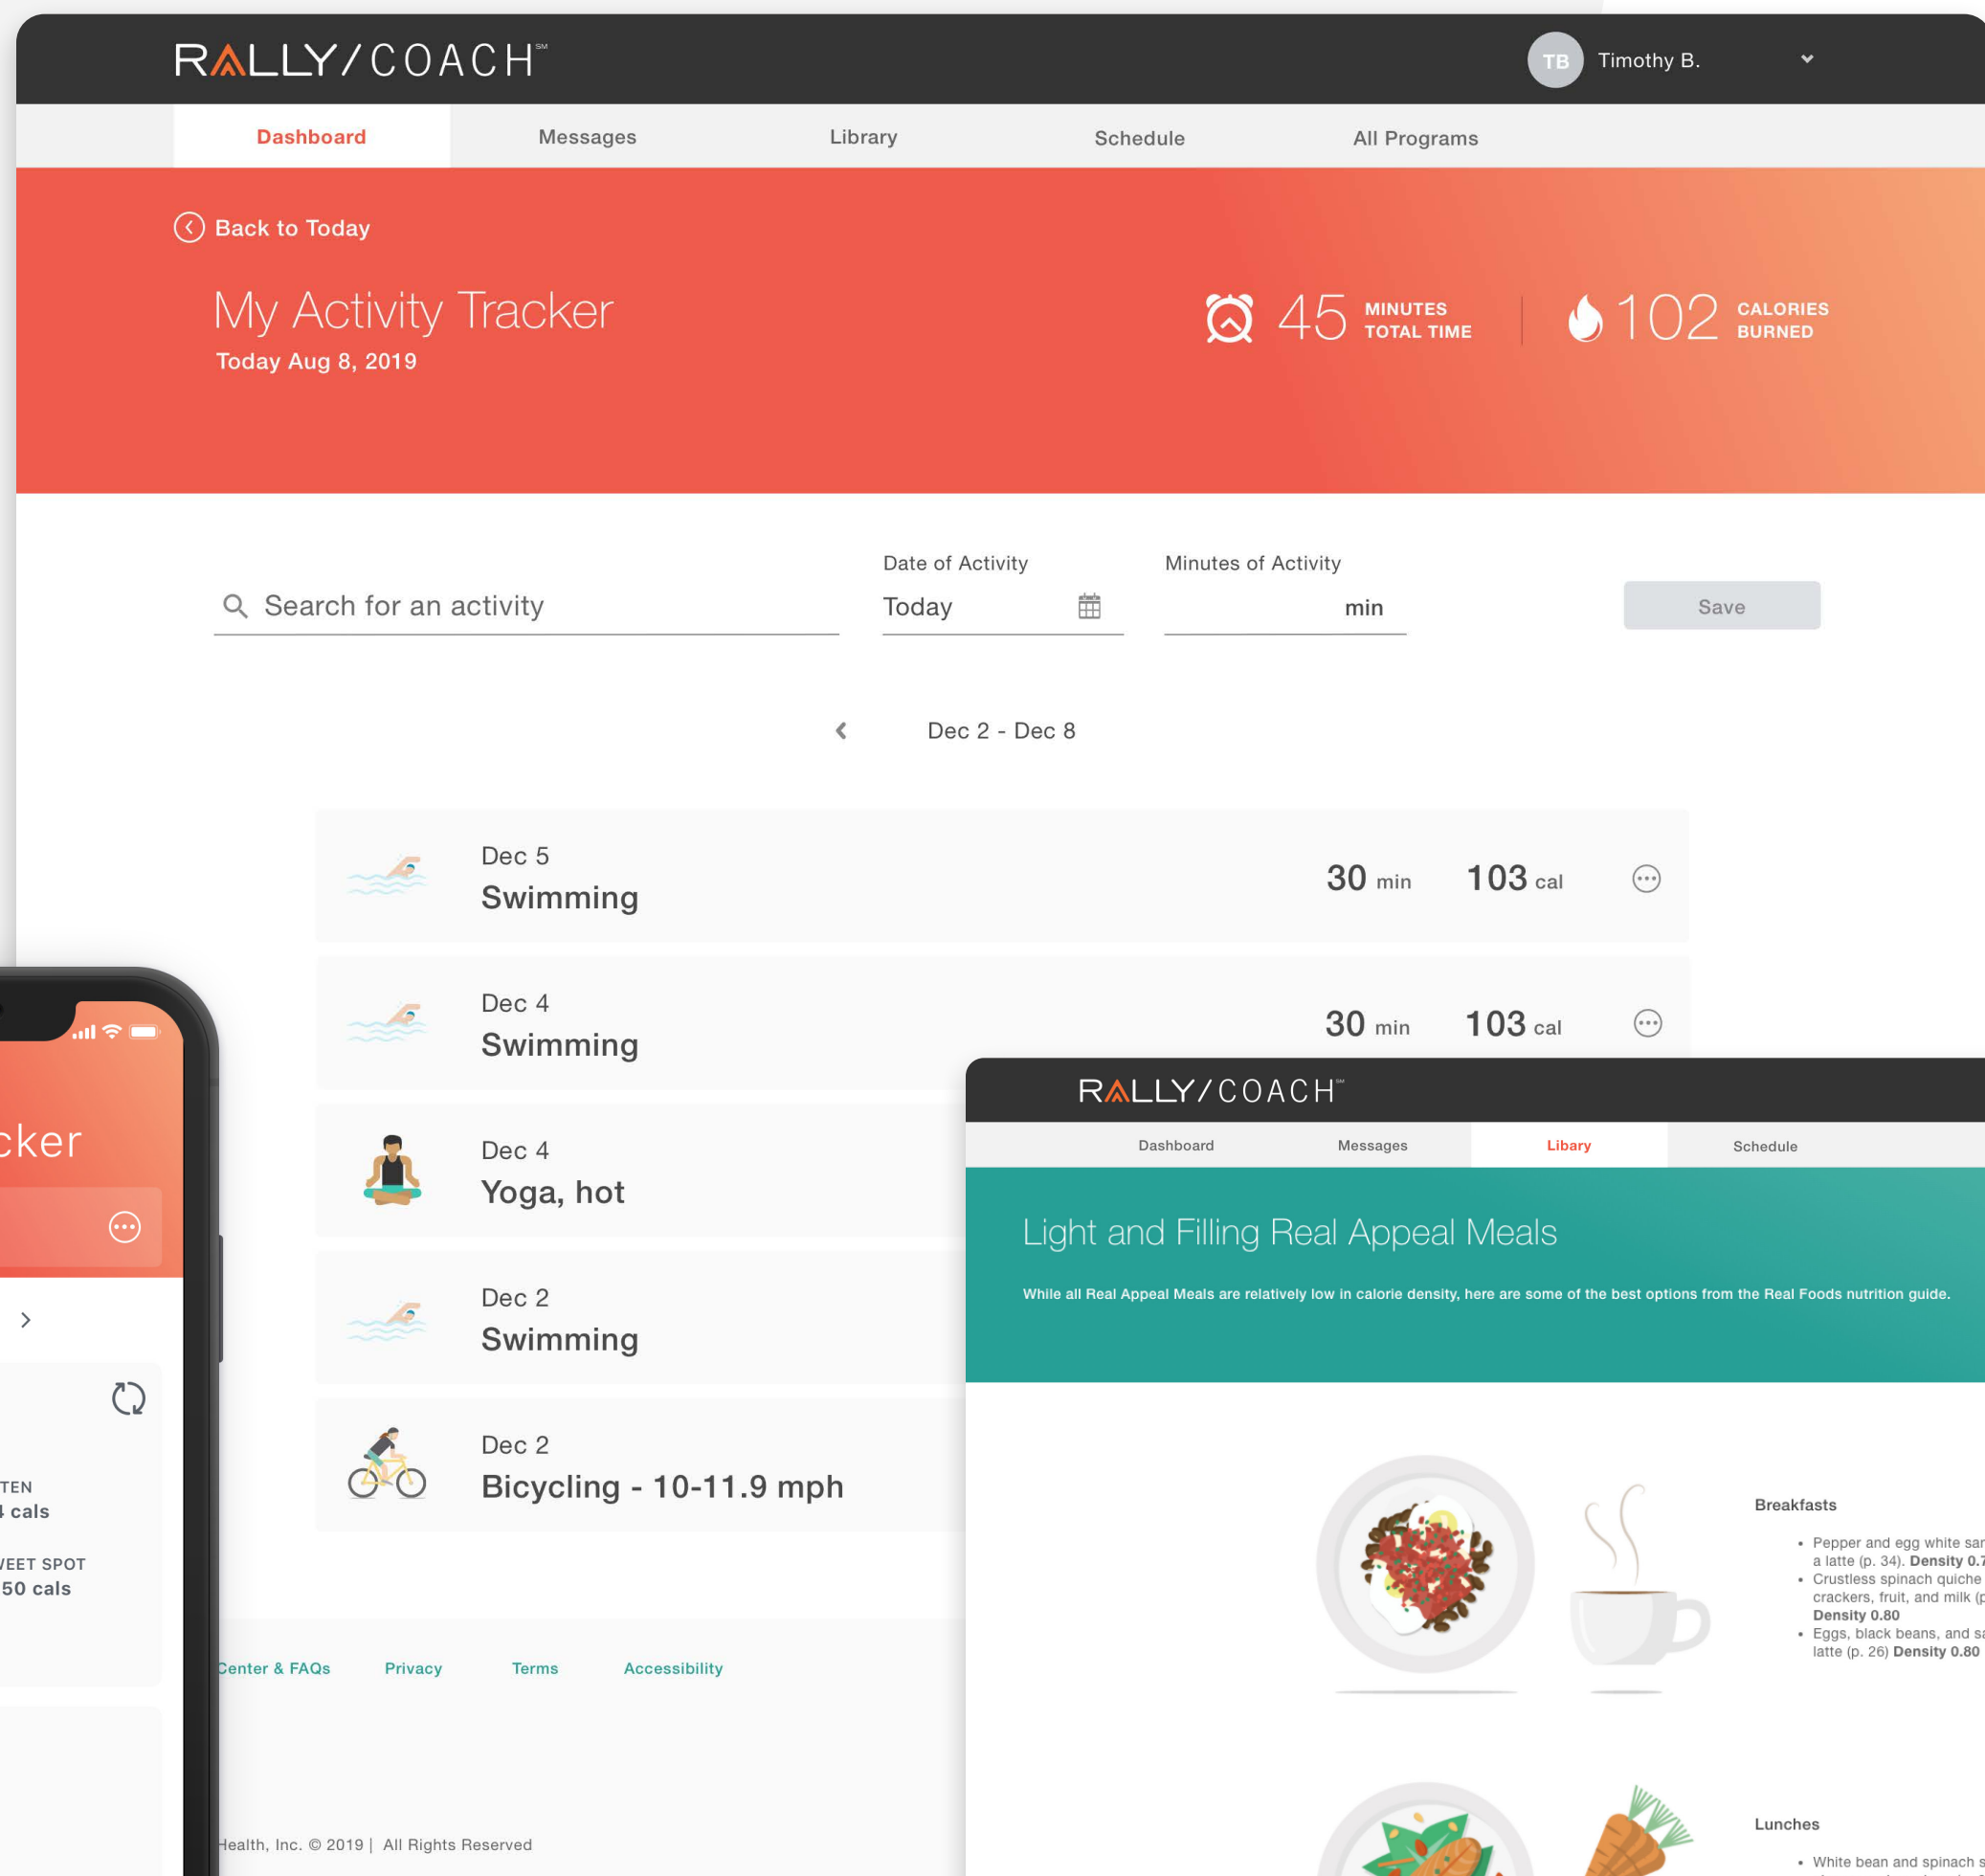 RALLY/COACH℠
TB Timothy B.
Dashboard Messages Library Schedule All Programs
Back to Today
My Activity Tracker
Today Aug 8, 2019
45 MINUTES TOTAL TIME
102 CALORIES BURNED
Search for an activity
Date of Activity
Today
Minutes of Activity
min
Save
Dec 2 - Dec 8
Dec 5
Swimming
30 min 103 cal
Dec 4
Swimming
30 min 103 cal
Dec 4
Yoga, hot
Dec 2
Swimming
Dec 2
Bicycling - 10-11.9 mph
Center & FAQs Privacy Terms Accessibility
Health, Inc. © 2019 | All Rights Reserved
cker
TEN
cals
EET SPOT
50 cals
RALLY/COACH℠
Dashboard Messages Libary Schedule
Light and Filling Real Appeal Meals
While all Real Appeal Meals are relatively low in calorie density, here are some of the best options from the Real Foods nutrition guide.
Breakfasts
• Pepper and egg white
a latte (p. 34). Density 0.7
• Crustless spinach quiche
crackers, fruit, and milk
Density 0.80
• Eggs, black beans, and
latte (p. 26) Density 0.80
Lunches
• White bean and spinach